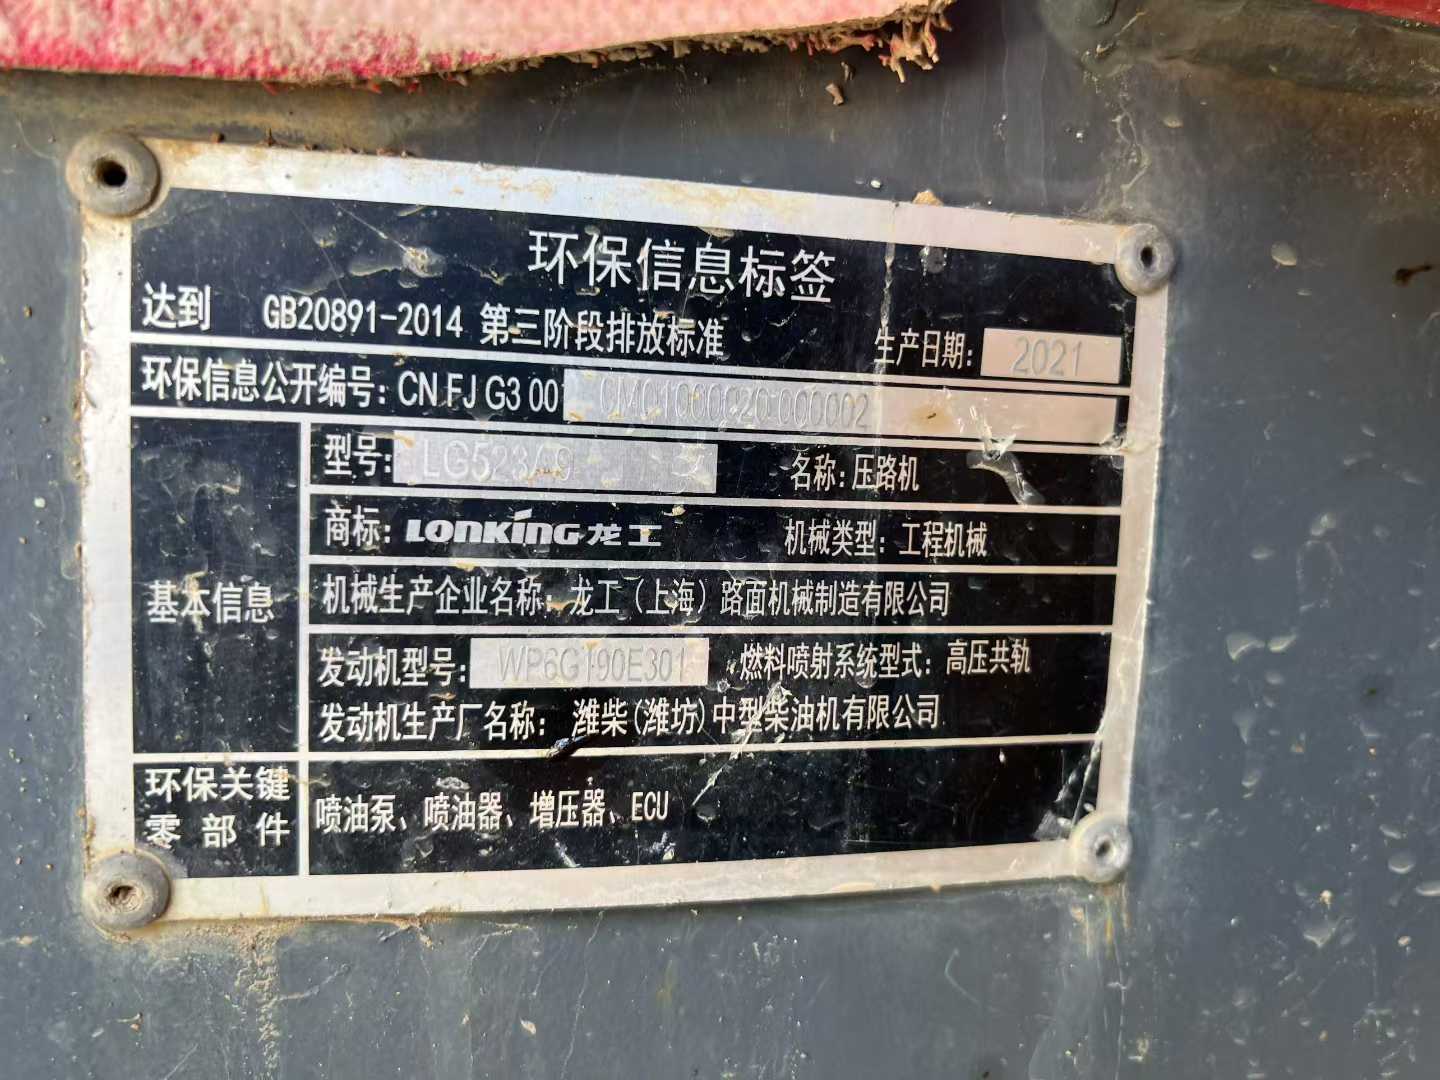 环保信息标签
达到 GB20891-2014 第三阶段排放标准
生产日期: 2021
环保信息公开编号: CN FJ G3 00
型号: LG523A9
名称: 压路机
商标: LONKING 龙工
机械类型: 工程机械
基本信息
机械生产企业名称: 龙工(上海)路面机械制造有限公司
发动机型号: WP6G190E301
燃料喷射系统型式: 高压共轨
发动机生产厂名称: 潍柴(潍坊)中型柴油机有限公司
环保关键
零部件
喷油泵、喷油器、增压器、ECU